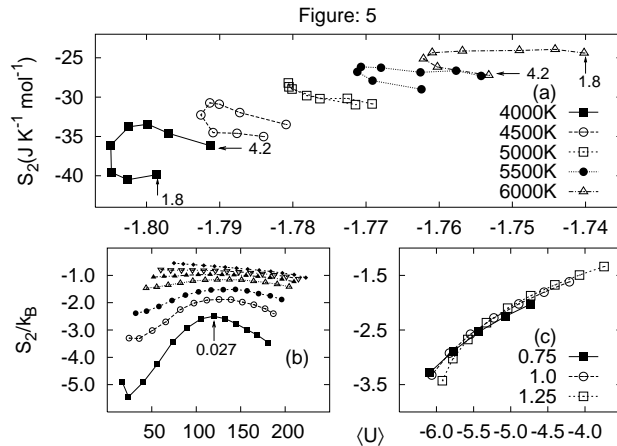 Figure: 5
S2(J K-1 mol-1)
-25
-30
-35
-40
4.2
1.8
4.2
1.8
(a)
4000K
4500K
5000K
5500K
6000K
-1.80 -1.79 -1.78 -1.77 -1.76 -1.75 -1.74
S2/kB
-1.0
-2.0
-3.0
-4.0
-5.0
0.027
(b)
50 100 150 200
-1.5
-2.5
-3.5
(c)
0.75
1.0
1.25
-6.0 -5.5 -5.0 -4.5 -4.0
⟨U⟩